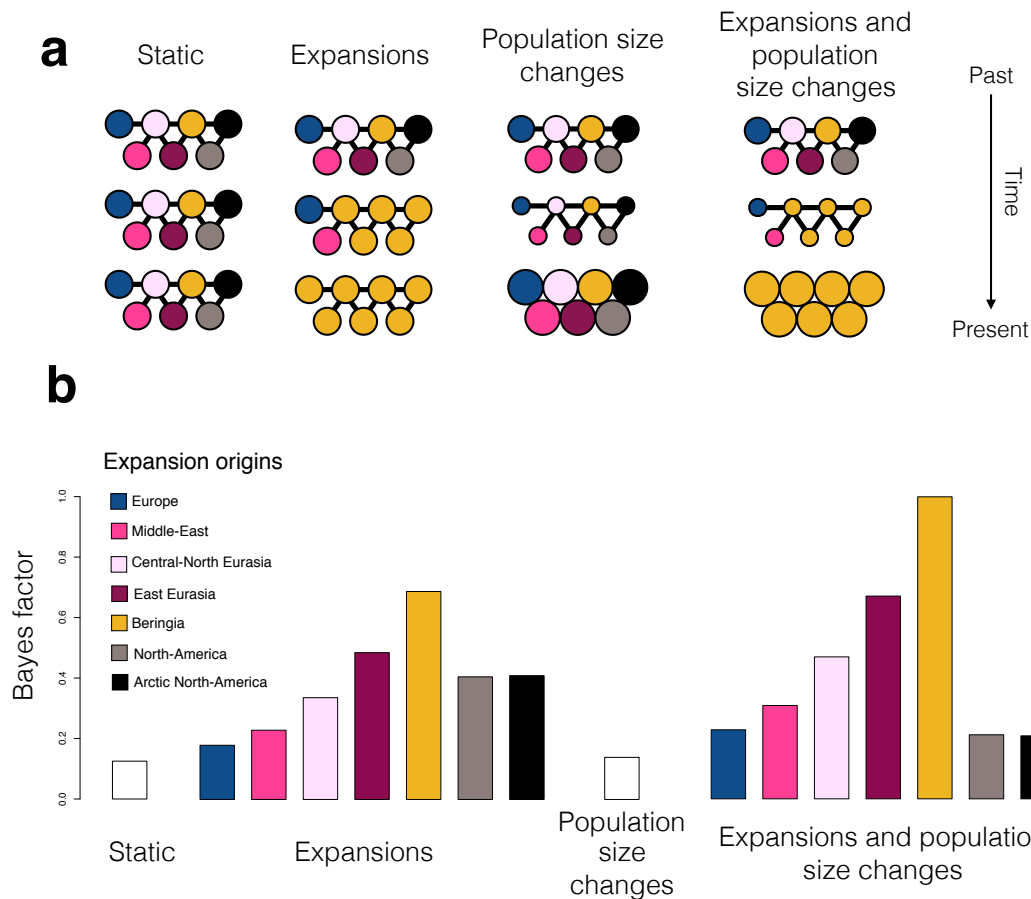 a
Static
Expansions
Population size
changes
Expansions and
population
size changes
Past
Time
Present
b
Expansion origins
Europe
Middle-East
Central-North Eurasia
East Eurasia
Beringia
North-America
Arctic North-America
Bayes factor
1.0
0.8
0.6
0.4
0.2
0.0
Static
Expansions
Population
size
changes
Expansions and populatio
size changes